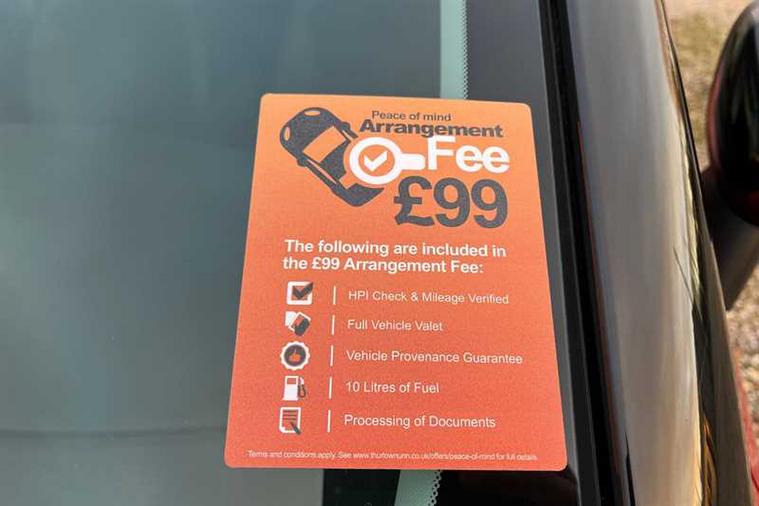 Peace of mind
Arrangement
Fee
£99
The following are included in
the £99 Arrangement Fee:
HPI Check & Mileage Verified
Full Vehicle Valet
Vehicle Provenance Guarantee
10 Litres of Fuel
Processing of Documents
Terms and conditions apply. See www.thurlownunn.co.uk/offers/peace-of-mind for full details.